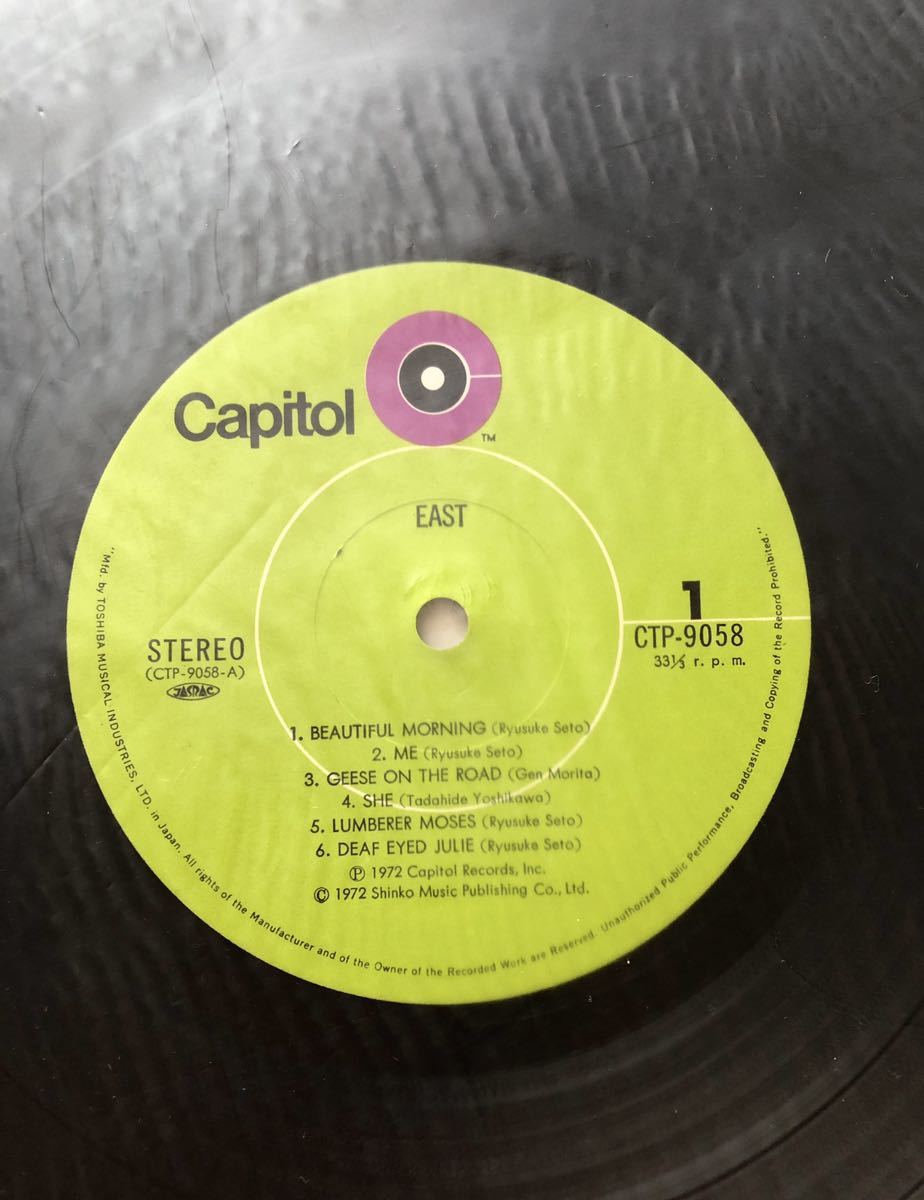 Capitol
TM
EAST
1
STEREO
CTP-9058
(CTP-9058-A)
33⅓ r. p. m.
JASRAC
1. BEAUTIFUL MORNING (Ryusuke Seto)
2. ME (Ryusuke Seto)
3. GEESE ON THE ROAD (Gen Morita)
4. SHE (Tadahide Yoshikawa)
5. LUMBERER MOSES (Ryusuke Seto)
6. DEAF EYED JULIE (Ryusuke Seto)
Ⓟ 1972 Capitol Records, Inc.
© 1972 Shinko Music Publishing Co., Ltd.
"Mfd. by TOSHIBA MUSICAL INDUSTRIES, LTD. in Japan. All rights of the Manufacturer and of the Owner of the Recorded Work are Reserved. Unauthorized Public Performance, Broadcasting and Copying of the Record Prohibited."